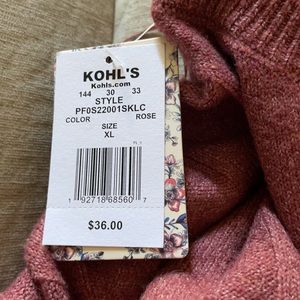 KOHL'S
Kohls.com
144 30 33
STYLE
PF0S22001SKLC
COLOR ROSE
SIZE
XL
1 92718 68560 7
$36.00